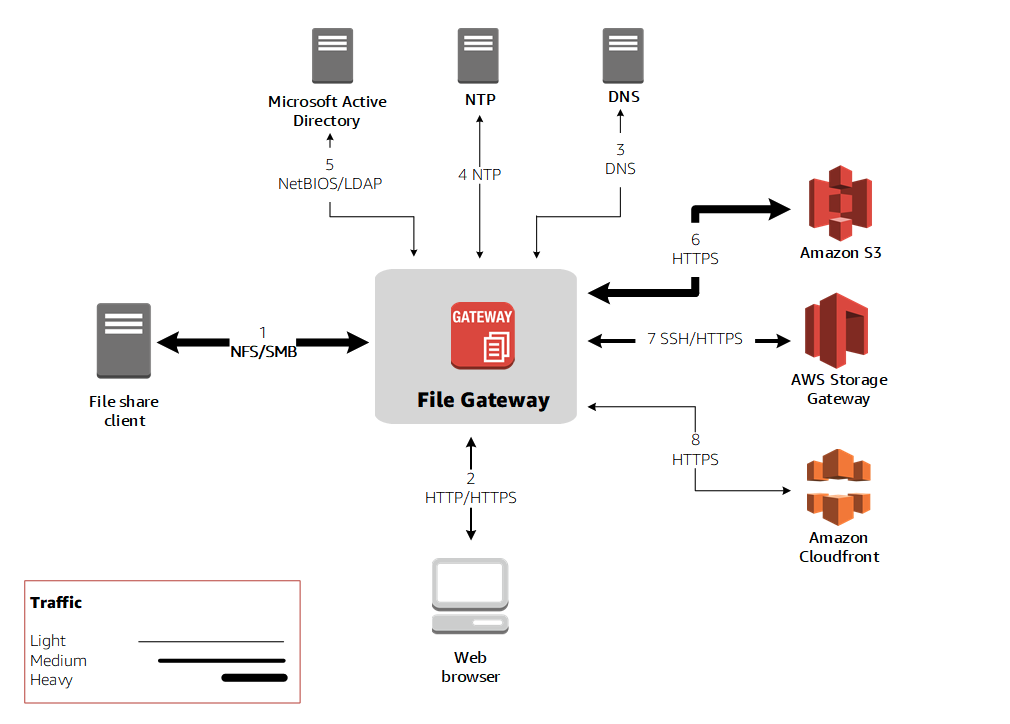 Microsoft Active
Directory
NTP
DNS
5
NetBIOS/LDAP
4 NTP
3
DNS
6
HTTPS
Amazon S3
GATEWAY
File Gateway
1
NFS/SMB
File share
client
7 SSH/HTTPS
AWS Storage
Gateway
8
HTTPS
2
HTTP/HTTPS
Amazon
Cloudfront
Web
browser
Traffic
Light
Medium
Heavy